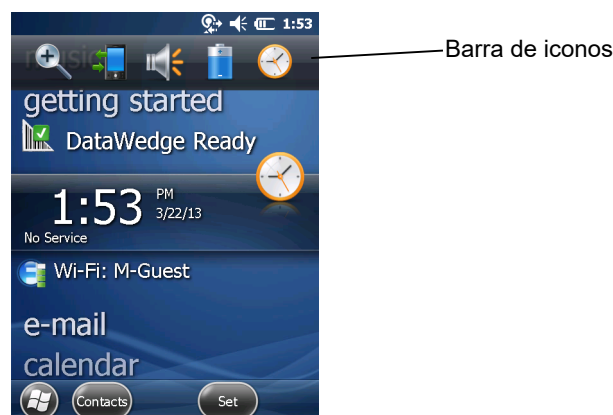 1:53
Barra de iconos
music
getting started
DataWedge Ready
1:53 PM
3/22/13
No Service
Wi-Fi: M-Guest
e-mail
calendar
Contacts
Set